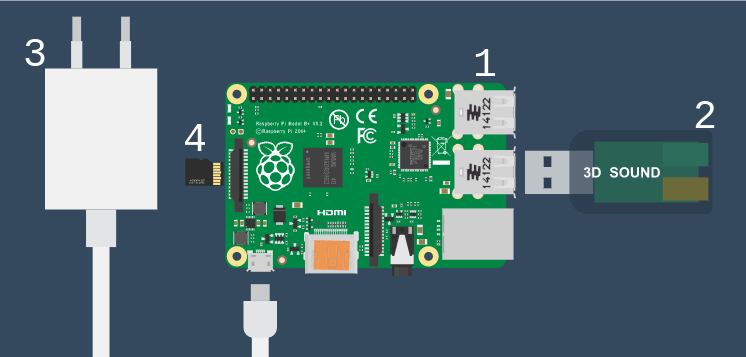 3
1
2
4
Raspberry Pi Model B+ V1.2
©Raspberry Pi 2014
CE
FC
14122
14122
HDMI
3D SOUND